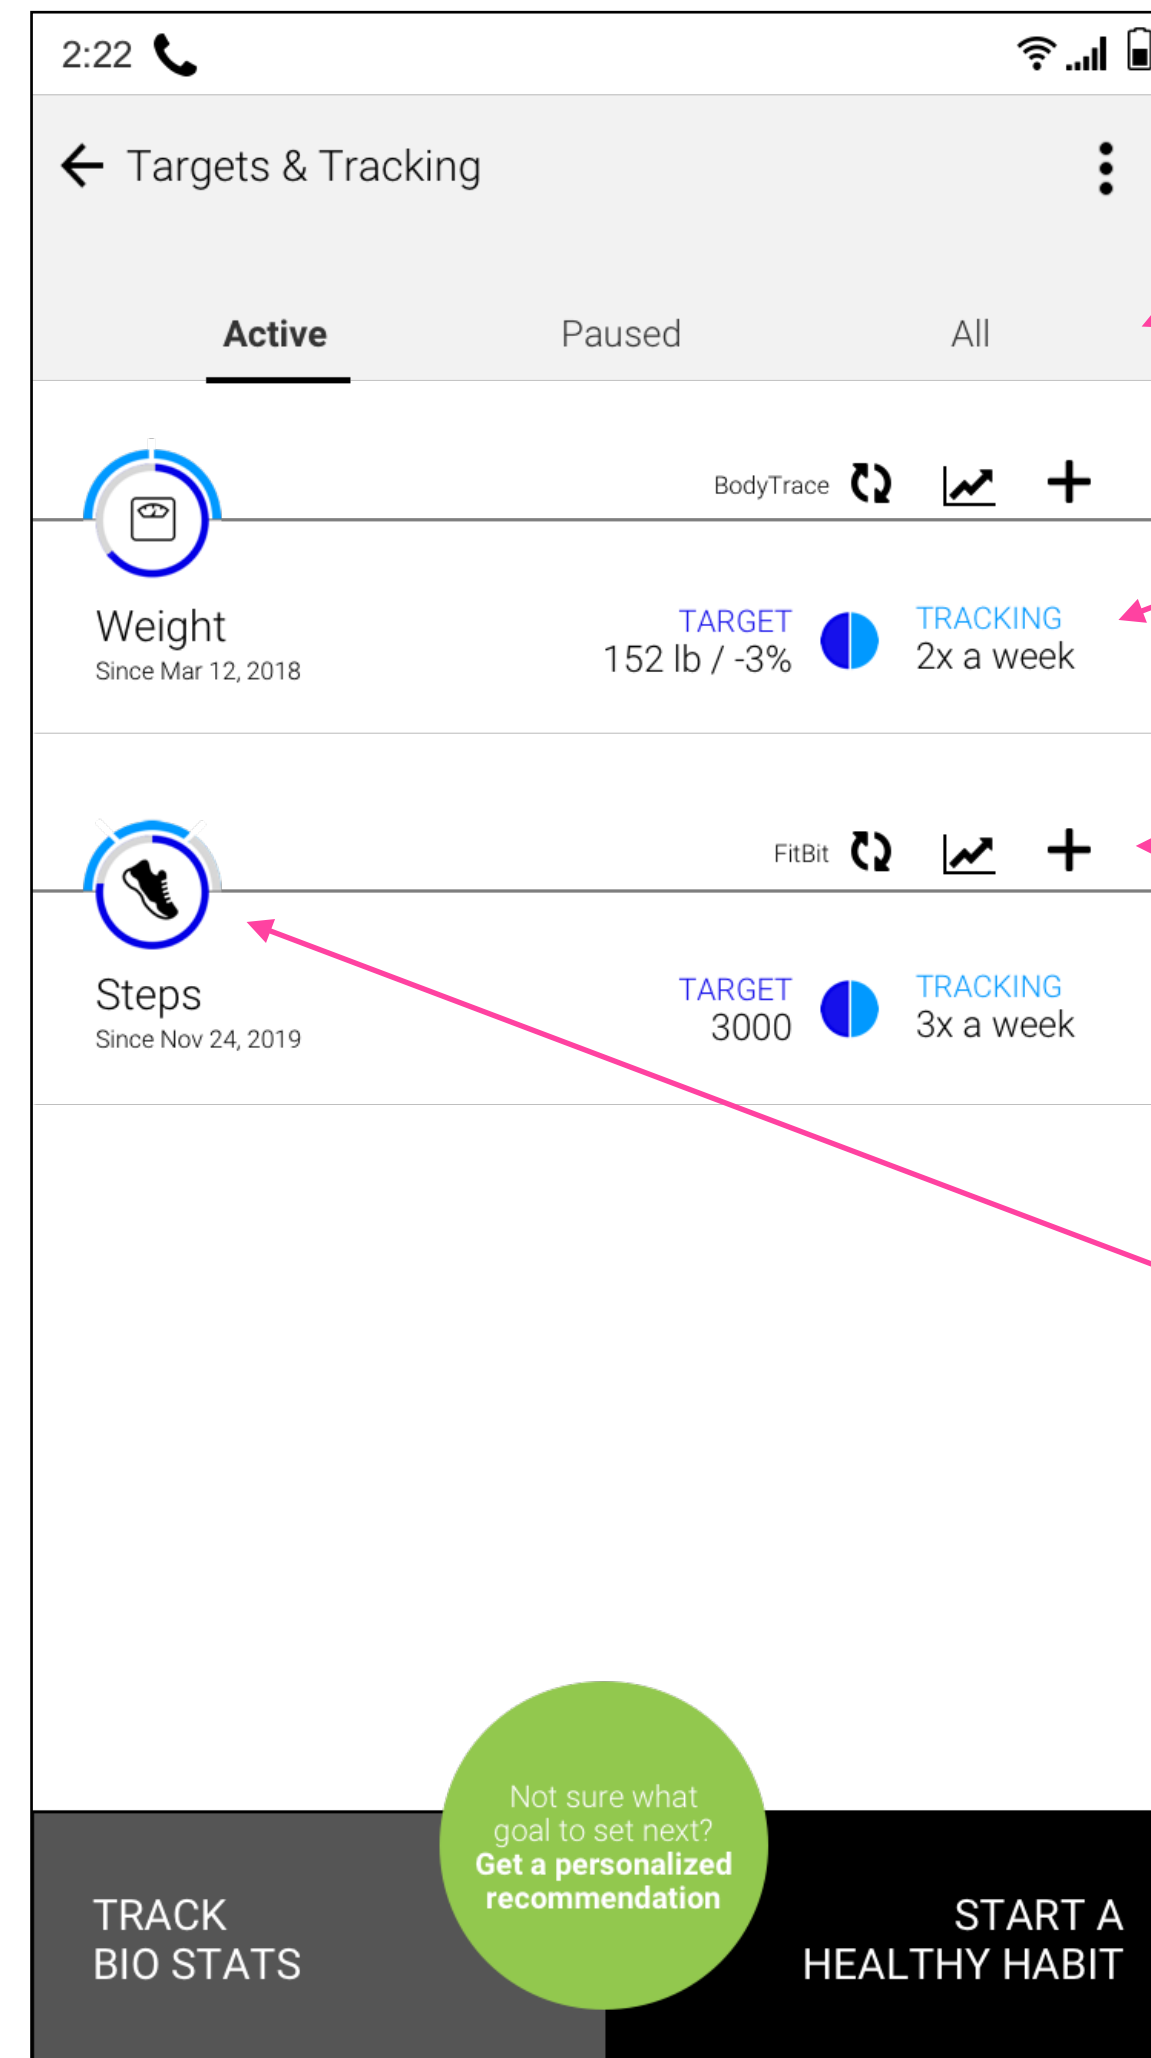 2:22
Targets & Tracking
Active Paused All
BodyTrace
Weight
Since Mar 12, 2018
TARGET
152 lb / -3%
TRACKING
2x a week
FitBit
Steps
Since Nov 24, 2019
TARGET
3000
TRACKING
3x a week
Not sure what
goal to set next?
Get a personalized
recommendation
TRACK
BIO STATS
START A
HEALTHY HABIT